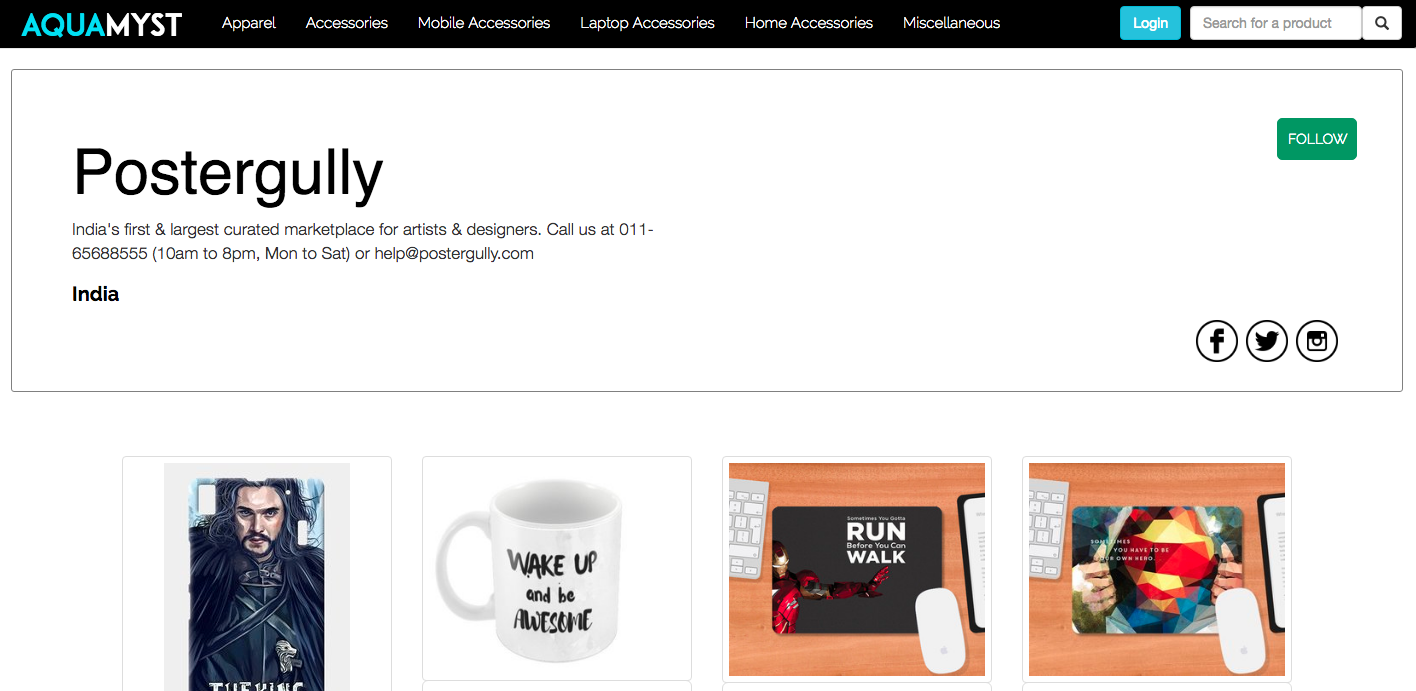 AQUAMYST Apparel Accessories Mobile Accessories Laptop Accessories Home Accessories Miscellaneous Login Search for a product
FOLLOW
Postergully
India's first & largest curated marketplace for artists & designers. Call us at 011-
65688555 (10am to 8pm, Mon to Sat) or help@postergully.com
India
THE KING
WAKE UP
and be
AWESOME
Sometimes You Gotta
RUN
Before You Can
WALK
SOMETIMES
YOU HAVE TO BE
YOUR OWN HERO.